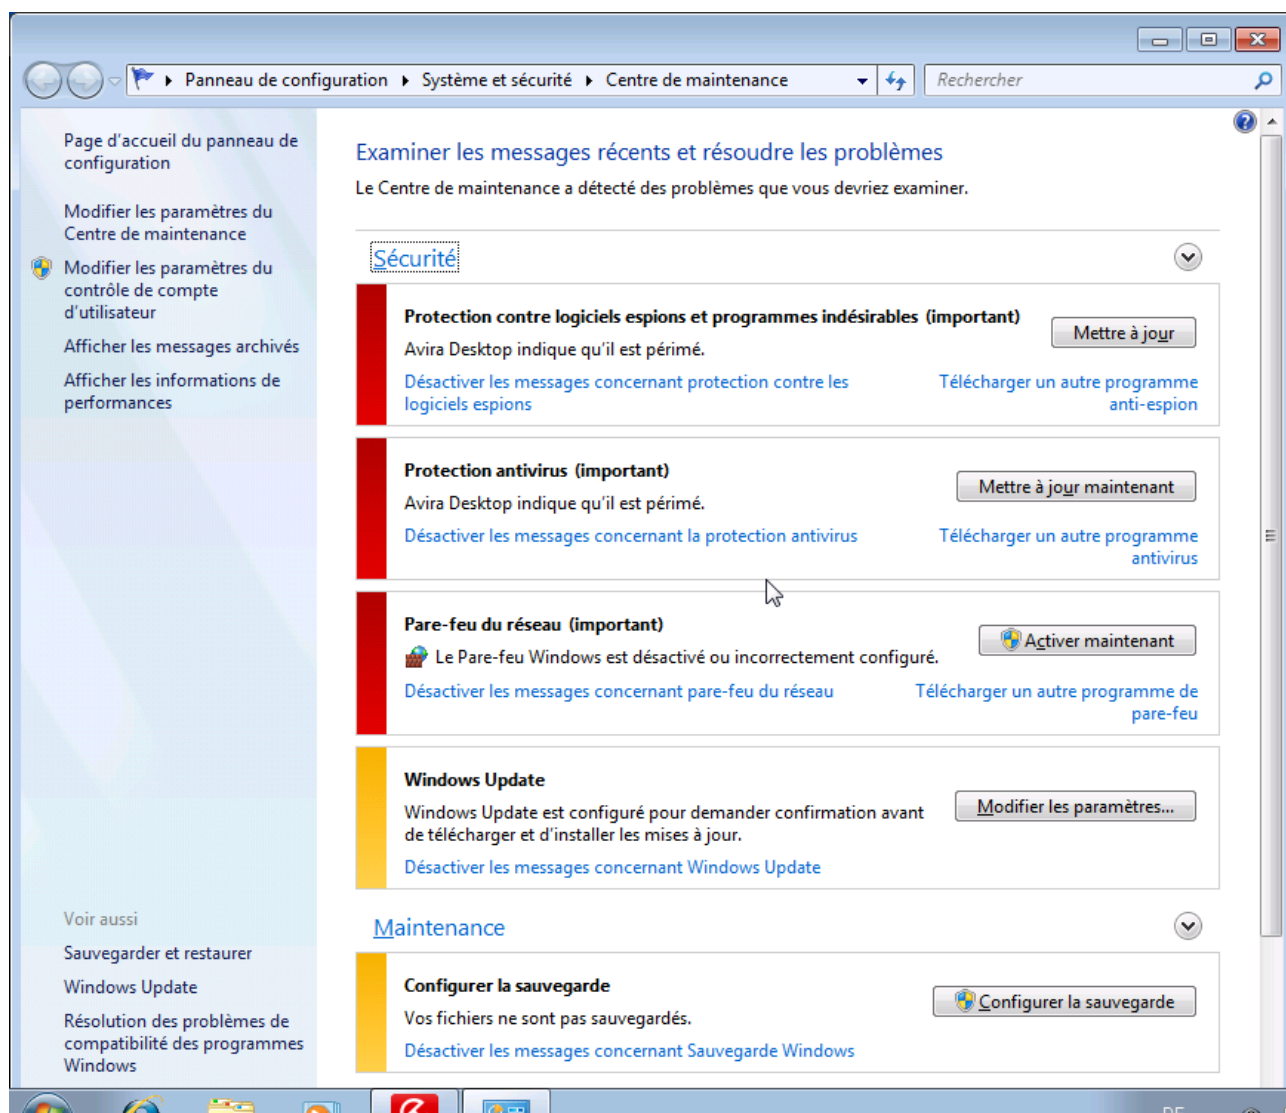 Panneau de configuration Système et sécurité Centre de maintenance
Rechercher
Page d'accueil du panneau de
configuration
Modifier les paramètres du
Centre de maintenance
Modifier les paramètres du
contrôle de compte
d'utilisateur
Afficher les messages archivés
Afficher les informations de
performances
Voir aussi
Sauvegarder et restaurer
Windows Update
Résolution des problèmes de
compatibilité des programmes
Windows
Examiner les messages récents et résoudre les problèmes
Le Centre de maintenance a détecté des problèmes que vous devriez examiner.
Sécurité
Protection contre logiciels espions et programmes indésirables (important)
Avira Desktop indique qu'il est périmé.
Mettre à jour
Désactiver les messages concernant protection contre les
logiciels espions
Télécharger un autre programme
anti-espion
Protection antivirus (important)
Avira Desktop indique qu'il est périmé.
Mettre à jour maintenant
Désactiver les messages concernant la protection antivirus
Télécharger un autre programme
antivirus
Pare-feu du réseau (important)
Le Pare-feu Windows est désactivé ou incorrectement configuré.
Activer maintenant
Désactiver les messages concernant pare-feu du réseau
Télécharger un autre programme de
pare-feu
Windows Update
Windows Update est configuré pour demander confirmation avant
de télécharger et d'installer les mises à jour.
Modifier les paramètres...
Désactiver les messages concernant Windows Update
Maintenance
Configurer la sauvegarde
Vos fichiers ne sont pas sauvegardés.
Configurer la sauvegarde
Désactiver les messages concernant Sauvegarde Windows